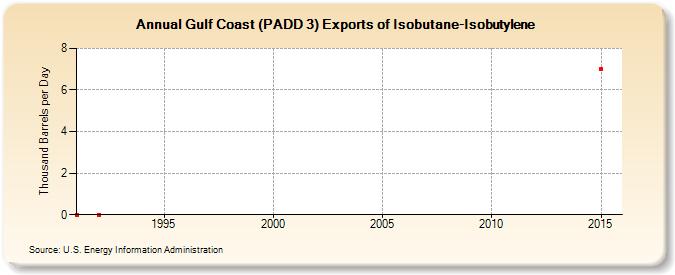 Annual Gulf Coast (PADD 3) Exports of Isobutane-Isobutylene
Thousand Barrels per Day
8
6
4
2
0
1995 2000 2005 2010 2015
Source: U.S. Energy Information Administration